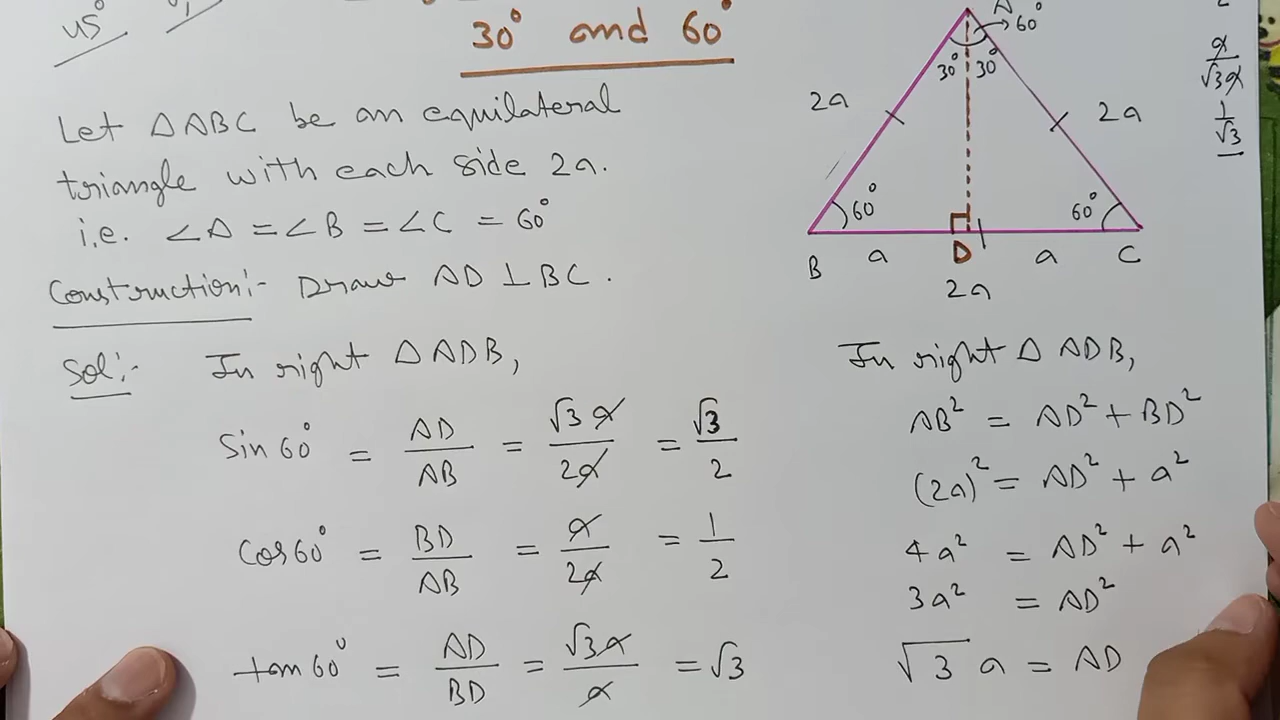 45°
30° and 60°
Let △ABC be an equilateral
triangle with each side 2a.
i.e. ∠A = ∠B = ∠C = 60°
Construction:- Draw AD ⊥ BC.
Sol:- In right △ADB,
Sin 60° = AD/AB = √3a/2a = √3/2
Cos 60° = BD/AB = a/2a = 1/2
tan 60° = AD/BD = √3a/a = √3
A
60°
30° 30°
2a 2a
60° 60°
B a D a C
2a
a/√3a
1/√3
In right △ ADB,
AB² = AD² + BD²
(2a)² = AD² + a²
4a² = AD² + a²
3a² = AD²
√3 a = AD